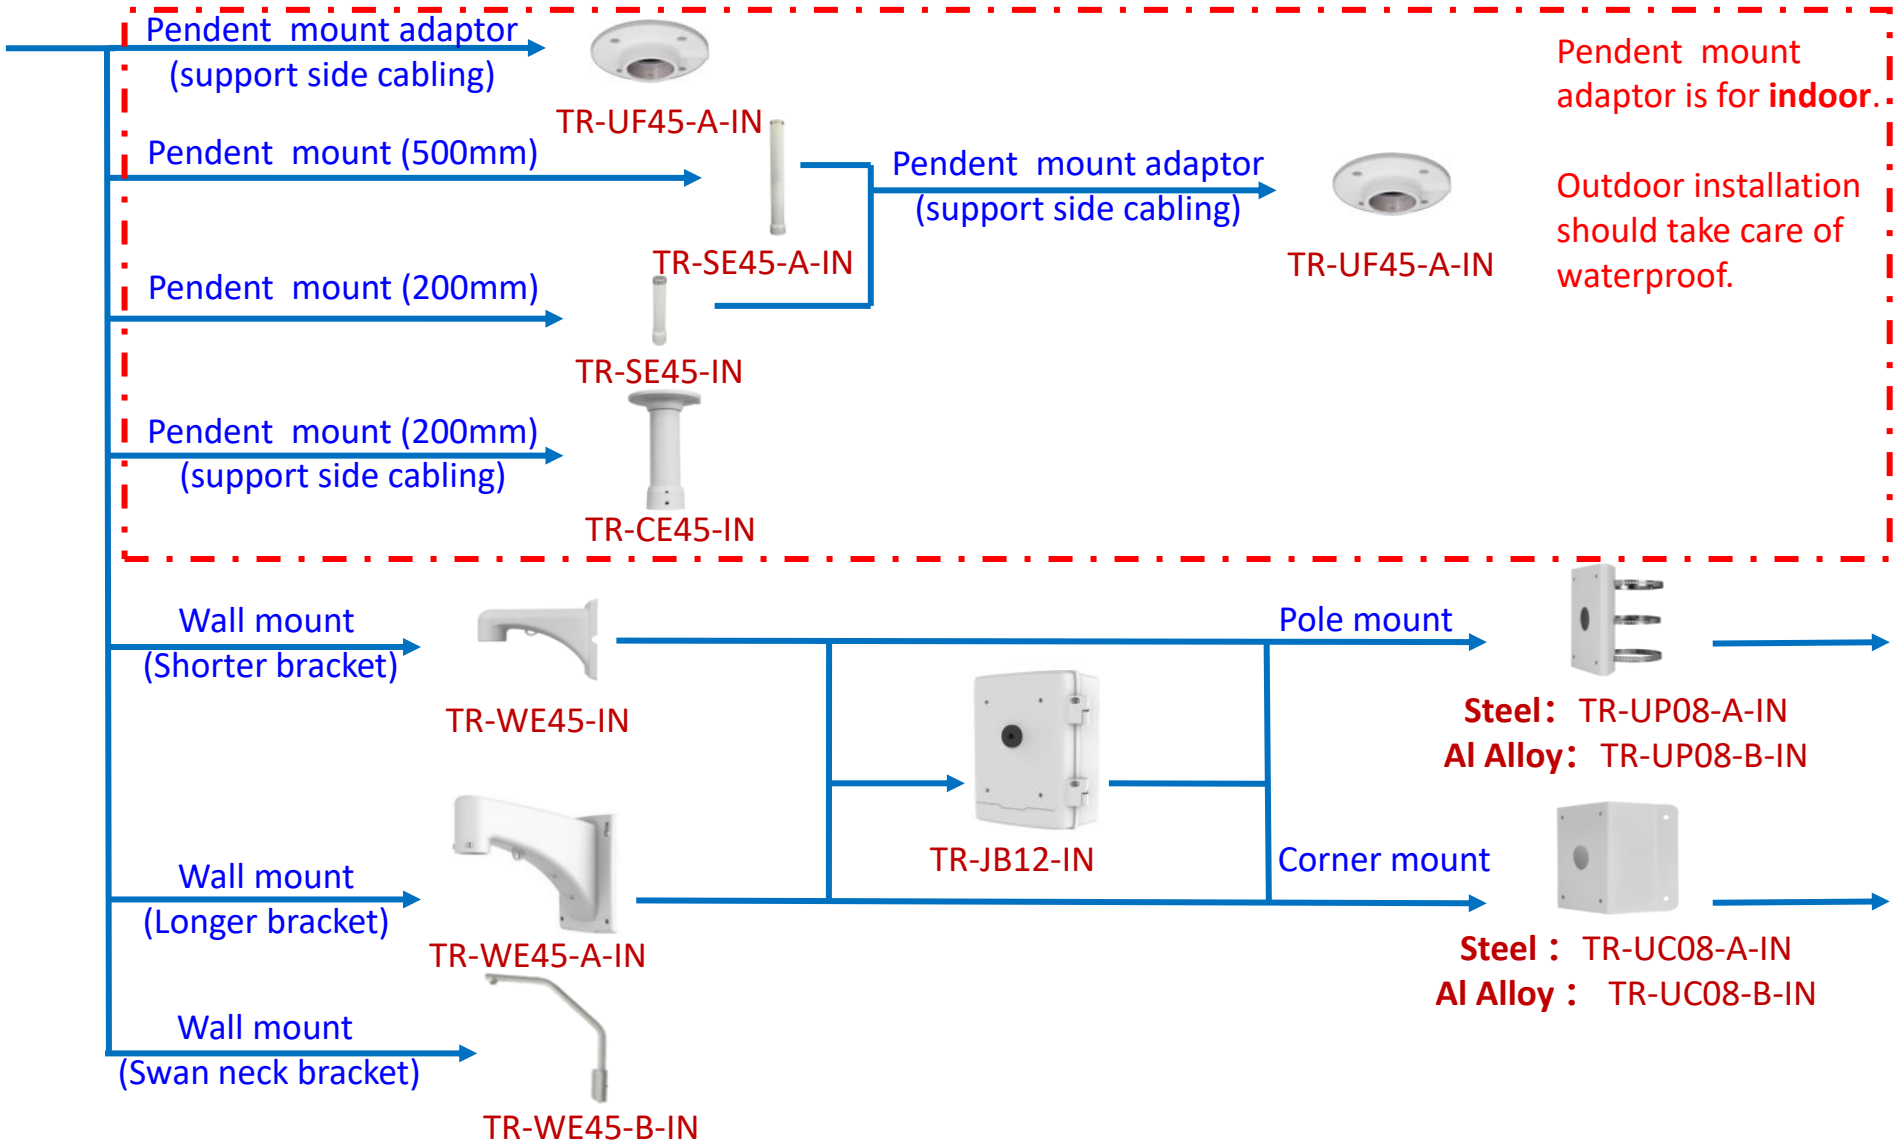 Pendent mount adaptor
(support side cabling)
TR-UF45-A-IN
Pendent mount
adaptor is for indoor.
Outdoor installation
should take care of
waterproof.
Pendent mount (500mm)
TR-SE45-A-IN
Pendent mount adaptor
(support side cabling)
TR-UF45-A-IN
Pendent mount (200mm)
TR-SE45-IN
Pendent mount (200mm)
(support side cabling)
TR-CE45-IN
Wall mount
(Shorter bracket)
TR-WE45-IN
Pole mount
Steel： TR-UP08-A-IN
Al Alloy： TR-UP08-B-IN
TR-JB12-IN
Wall mount
(Longer bracket)
TR-WE45-A-IN
Corner mount
Steel： TR-UC08-A-IN
Al Alloy： TR-UC08-B-IN
Wall mount
(Swan neck bracket)
TR-WE45-B-IN